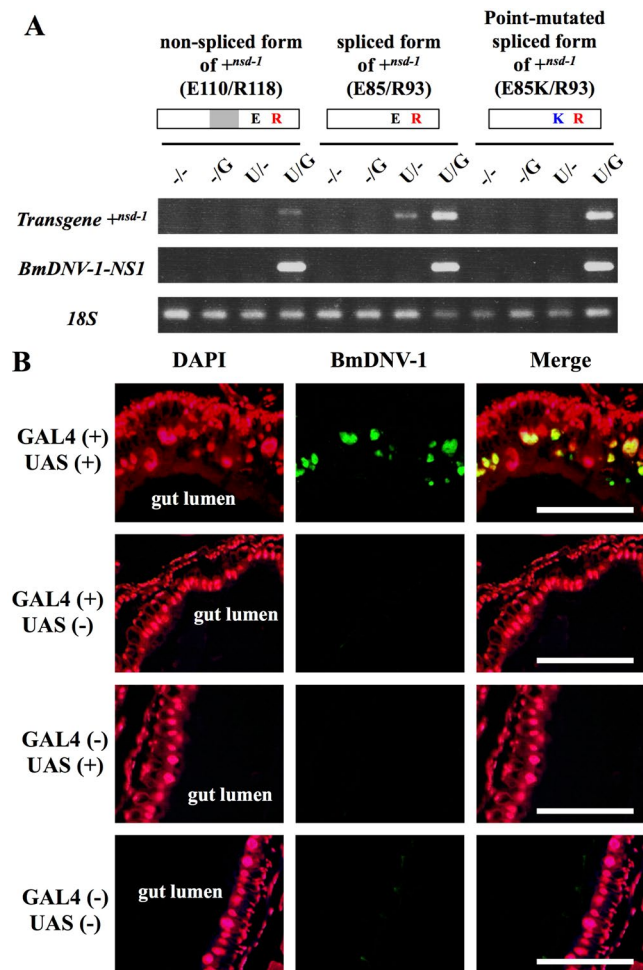 A
non-spliced form
of +nsd-1
(E110/R118)
spliced form
of +nsd-1
(E85/R93)
Point-mutated
spliced form
of +nsd-1
(E85K/R93)
E R
E R
K R
-/- -/G U/- U/G -/- -/G U/- U/G -/- -/G U/- U/G
Transgene +nsd-1
BmDNV-1-NS1
18S
B
DAPI
BmDNV-1
Merge
GAL4 (+)
UAS (+)
gut lumen
GAL4 (+)
UAS (-)
gut lumen
GAL4 (-)
UAS (+)
gut lumen
GAL4 (-)
UAS (-)
gut lumen